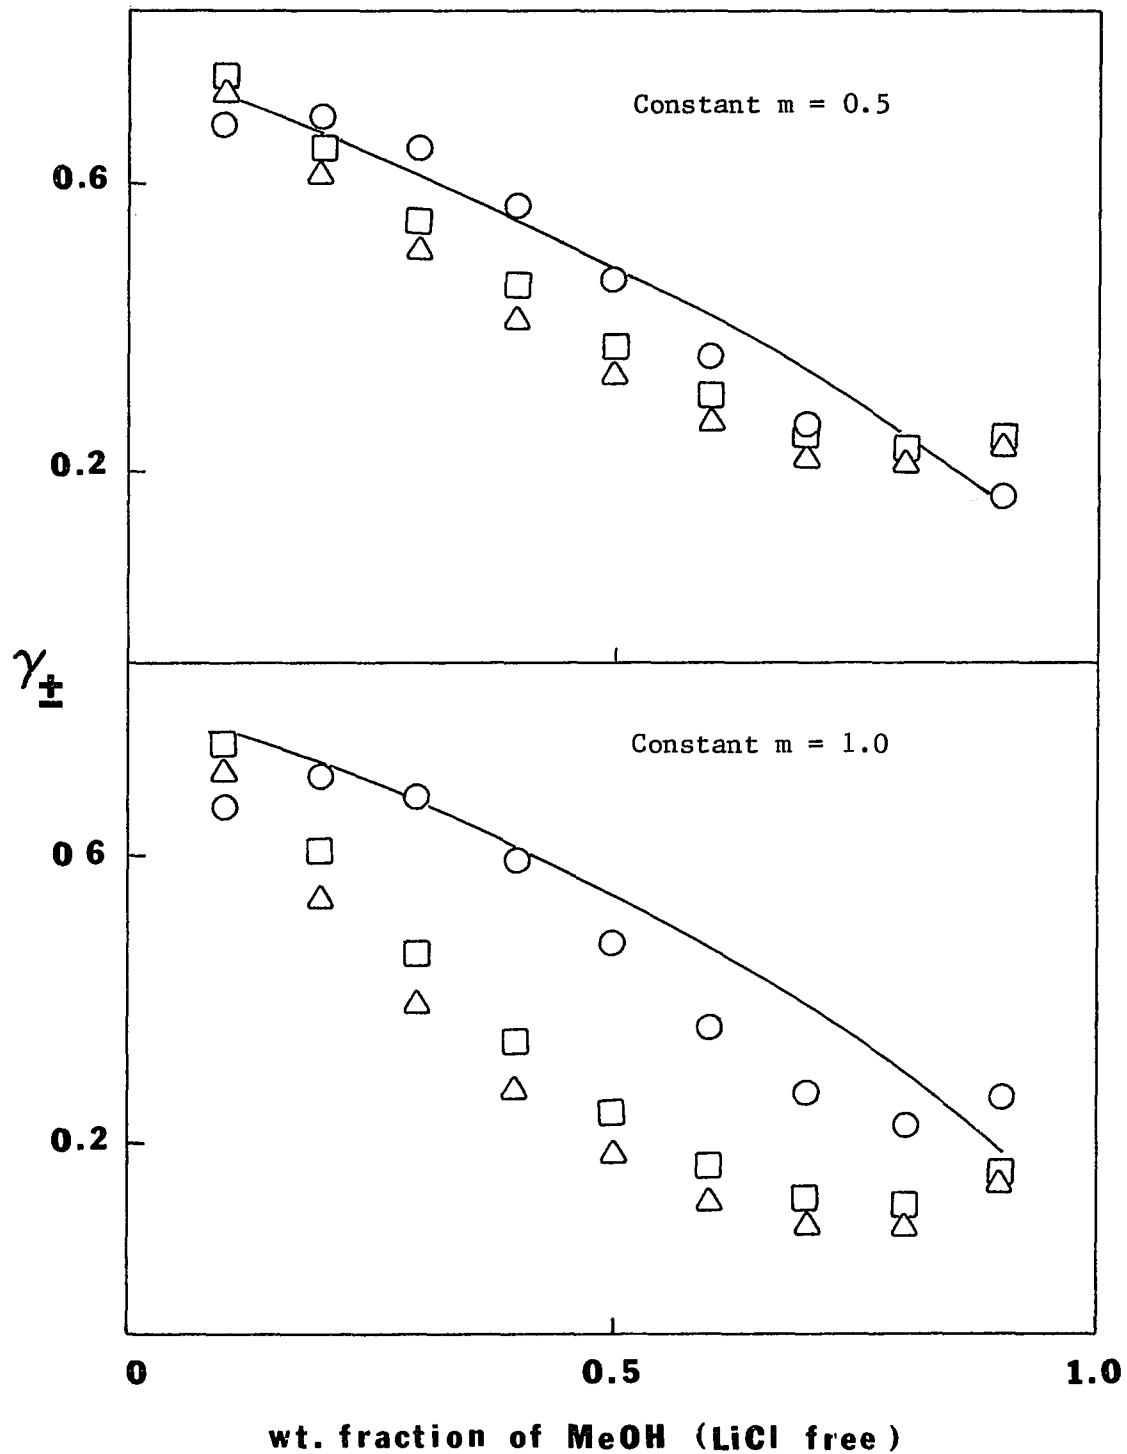 Constant m = 0.5
0.6
0.2
γ±
Constant m = 1.0
0 6
0.2
0 0.5 1.0
wt. fraction of MeOH (LiCl free)